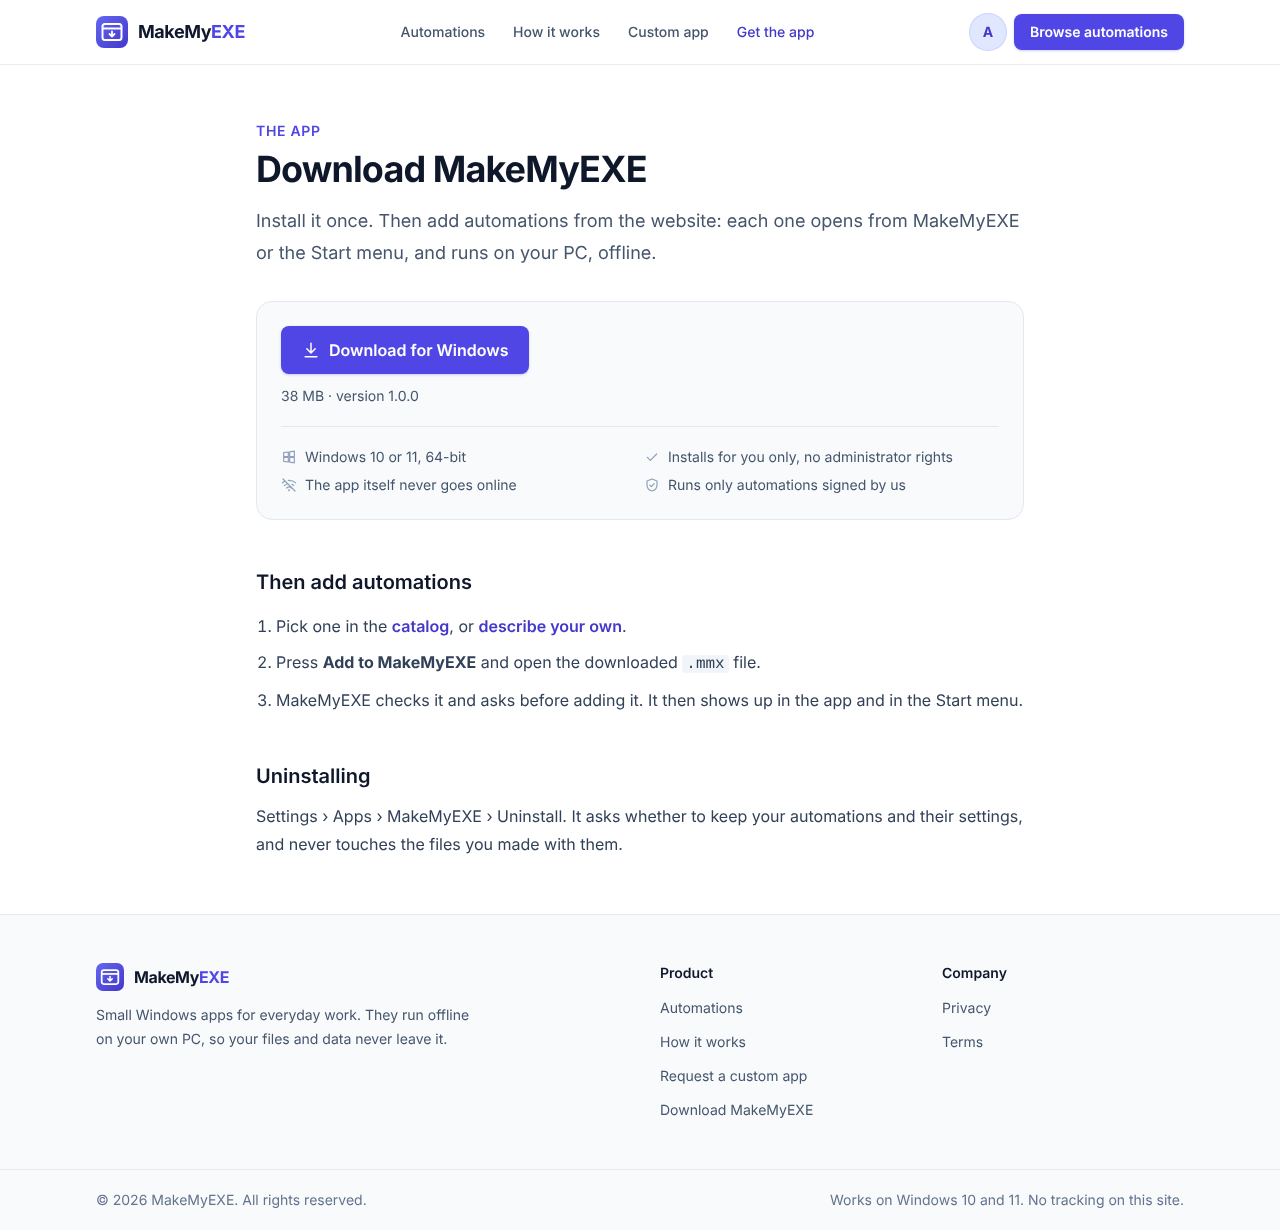 MakeMyEXE
Automations
How it works
Custom app
Get the app
A
Browse automations
THE APP
Download MakeMyEXE
Install it once. Then add automations from the website: each one opens from MakeMyEXE
or the Start menu, and runs on your PC, offline.
Download for Windows
38 MB · version 1.0.0
Windows 10 or 11, 64-bit
Installs for you only, no administrator rights
The app itself never goes online
Runs only automations signed by us
Then add automations
1. Pick one in the catalog, or describe your own.
2. Press Add to MakeMyEXE and open the downloaded .mmx file.
3. MakeMyEXE checks it and asks before adding it. It then shows up in the app and in the Start menu.
Uninstalling
Settings › Apps › MakeMyEXE › Uninstall. It asks whether to keep your automations and their settings,
and never touches the files you made with them.
MakeMyEXE
Small Windows apps for everyday work. They run offline
on your own PC, so your files and data never leave it.
Product
Automations
How it works
Request a custom app
Download MakeMyEXE
Company
Privacy
Terms
© 2026 MakeMyEXE. All rights reserved.
Works on Windows 10 and 11. No tracking on this site.